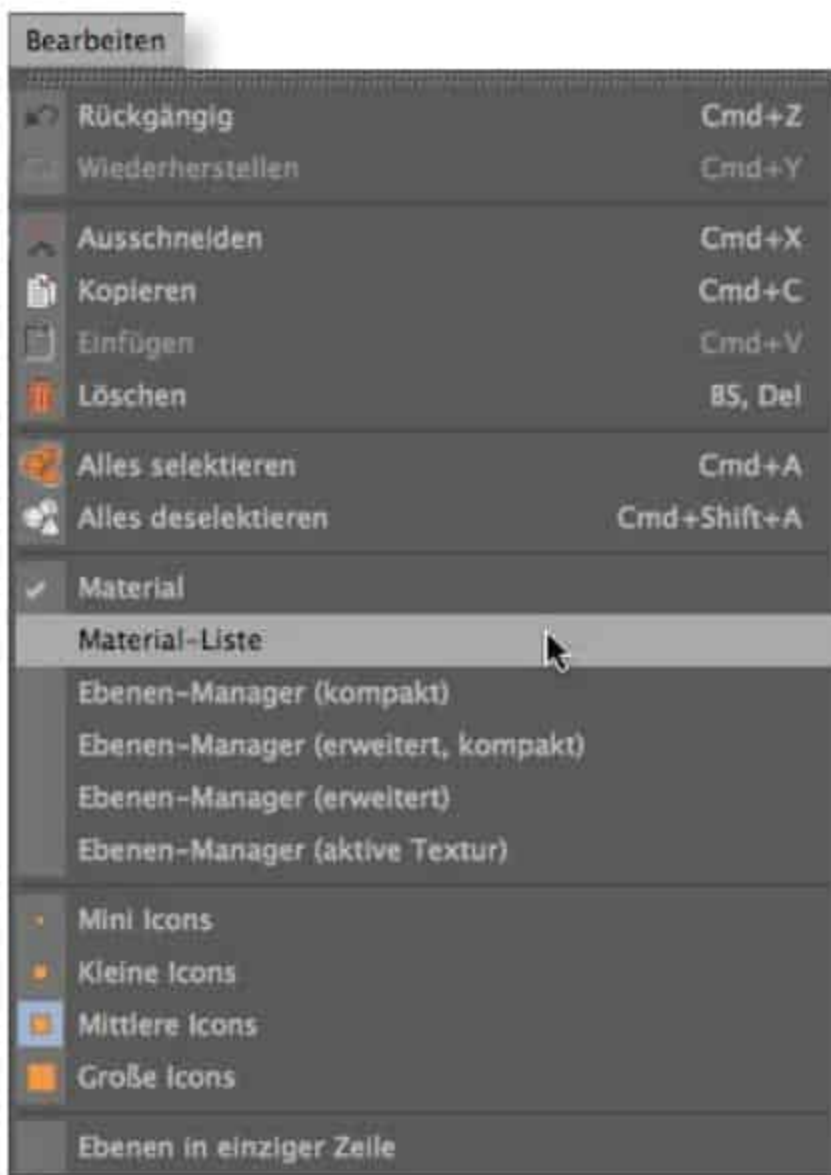 Bearbeiten
Rückgängig Cmd+Z
Wiederherstellen Cmd+Y
Ausschneiden Cmd+X
Kopieren Cmd+C
Einfügen Cmd+V
Löschen BS, Del
Alles selektieren Cmd+A
Alles deselektieren Cmd+Shift+A
Material
Material-Liste
Ebenen-Manager (kompakt)
Ebenen-Manager (erweitert, kompakt)
Ebenen-Manager (erweitert)
Ebenen-Manager (aktive Textur)
Mini Icons
Kleine Icons
Mittlere Icons
Große Icons
Ebenen in einziger Zeile